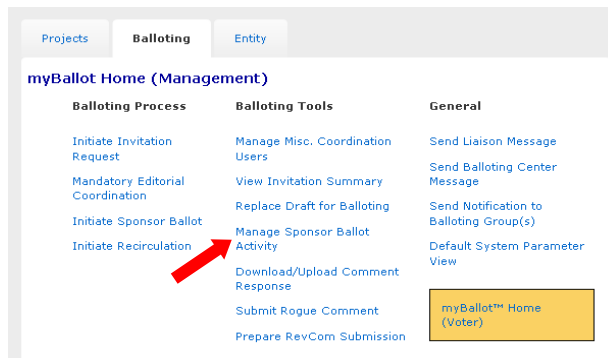 Projects
Balloting
Entity
myBallot Home (Management)
Balloting Process
Initiate Invitation
Request
Mandatory Editorial
Coordination
Initiate Sponsor Ballot
Initiate Recirculation
Balloting Tools
Manage Misc. Coordination
Users
View Invitation Summary
Replace Draft for Balloting
Manage Sponsor Ballot
Activity
Download/Upload Comment
Response
Submit Rogue Comment
Prepare RevCom Submission
General
Send Liaison Message
Send Balloting Center
Message
Send Notification to
Balloting Group(s)
Default System Parameter
View
myBallot™ Home
(Voter)